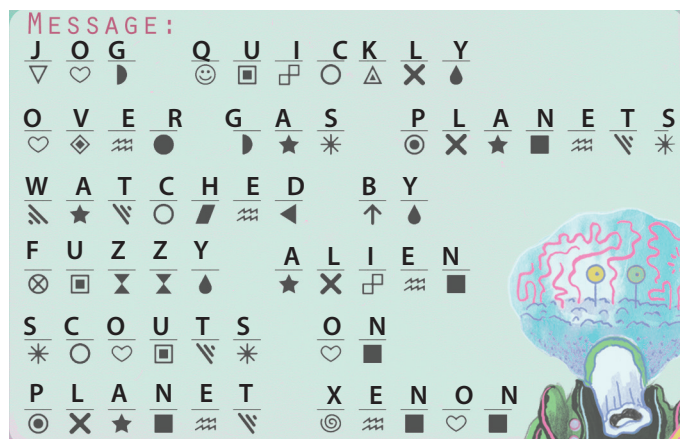 MESSAGE:
JOG QUICKLY
OVER GAS PLANETS
WATCHED BY
FUZZY ALIEN
SCOUTS ON
PLANET XENON